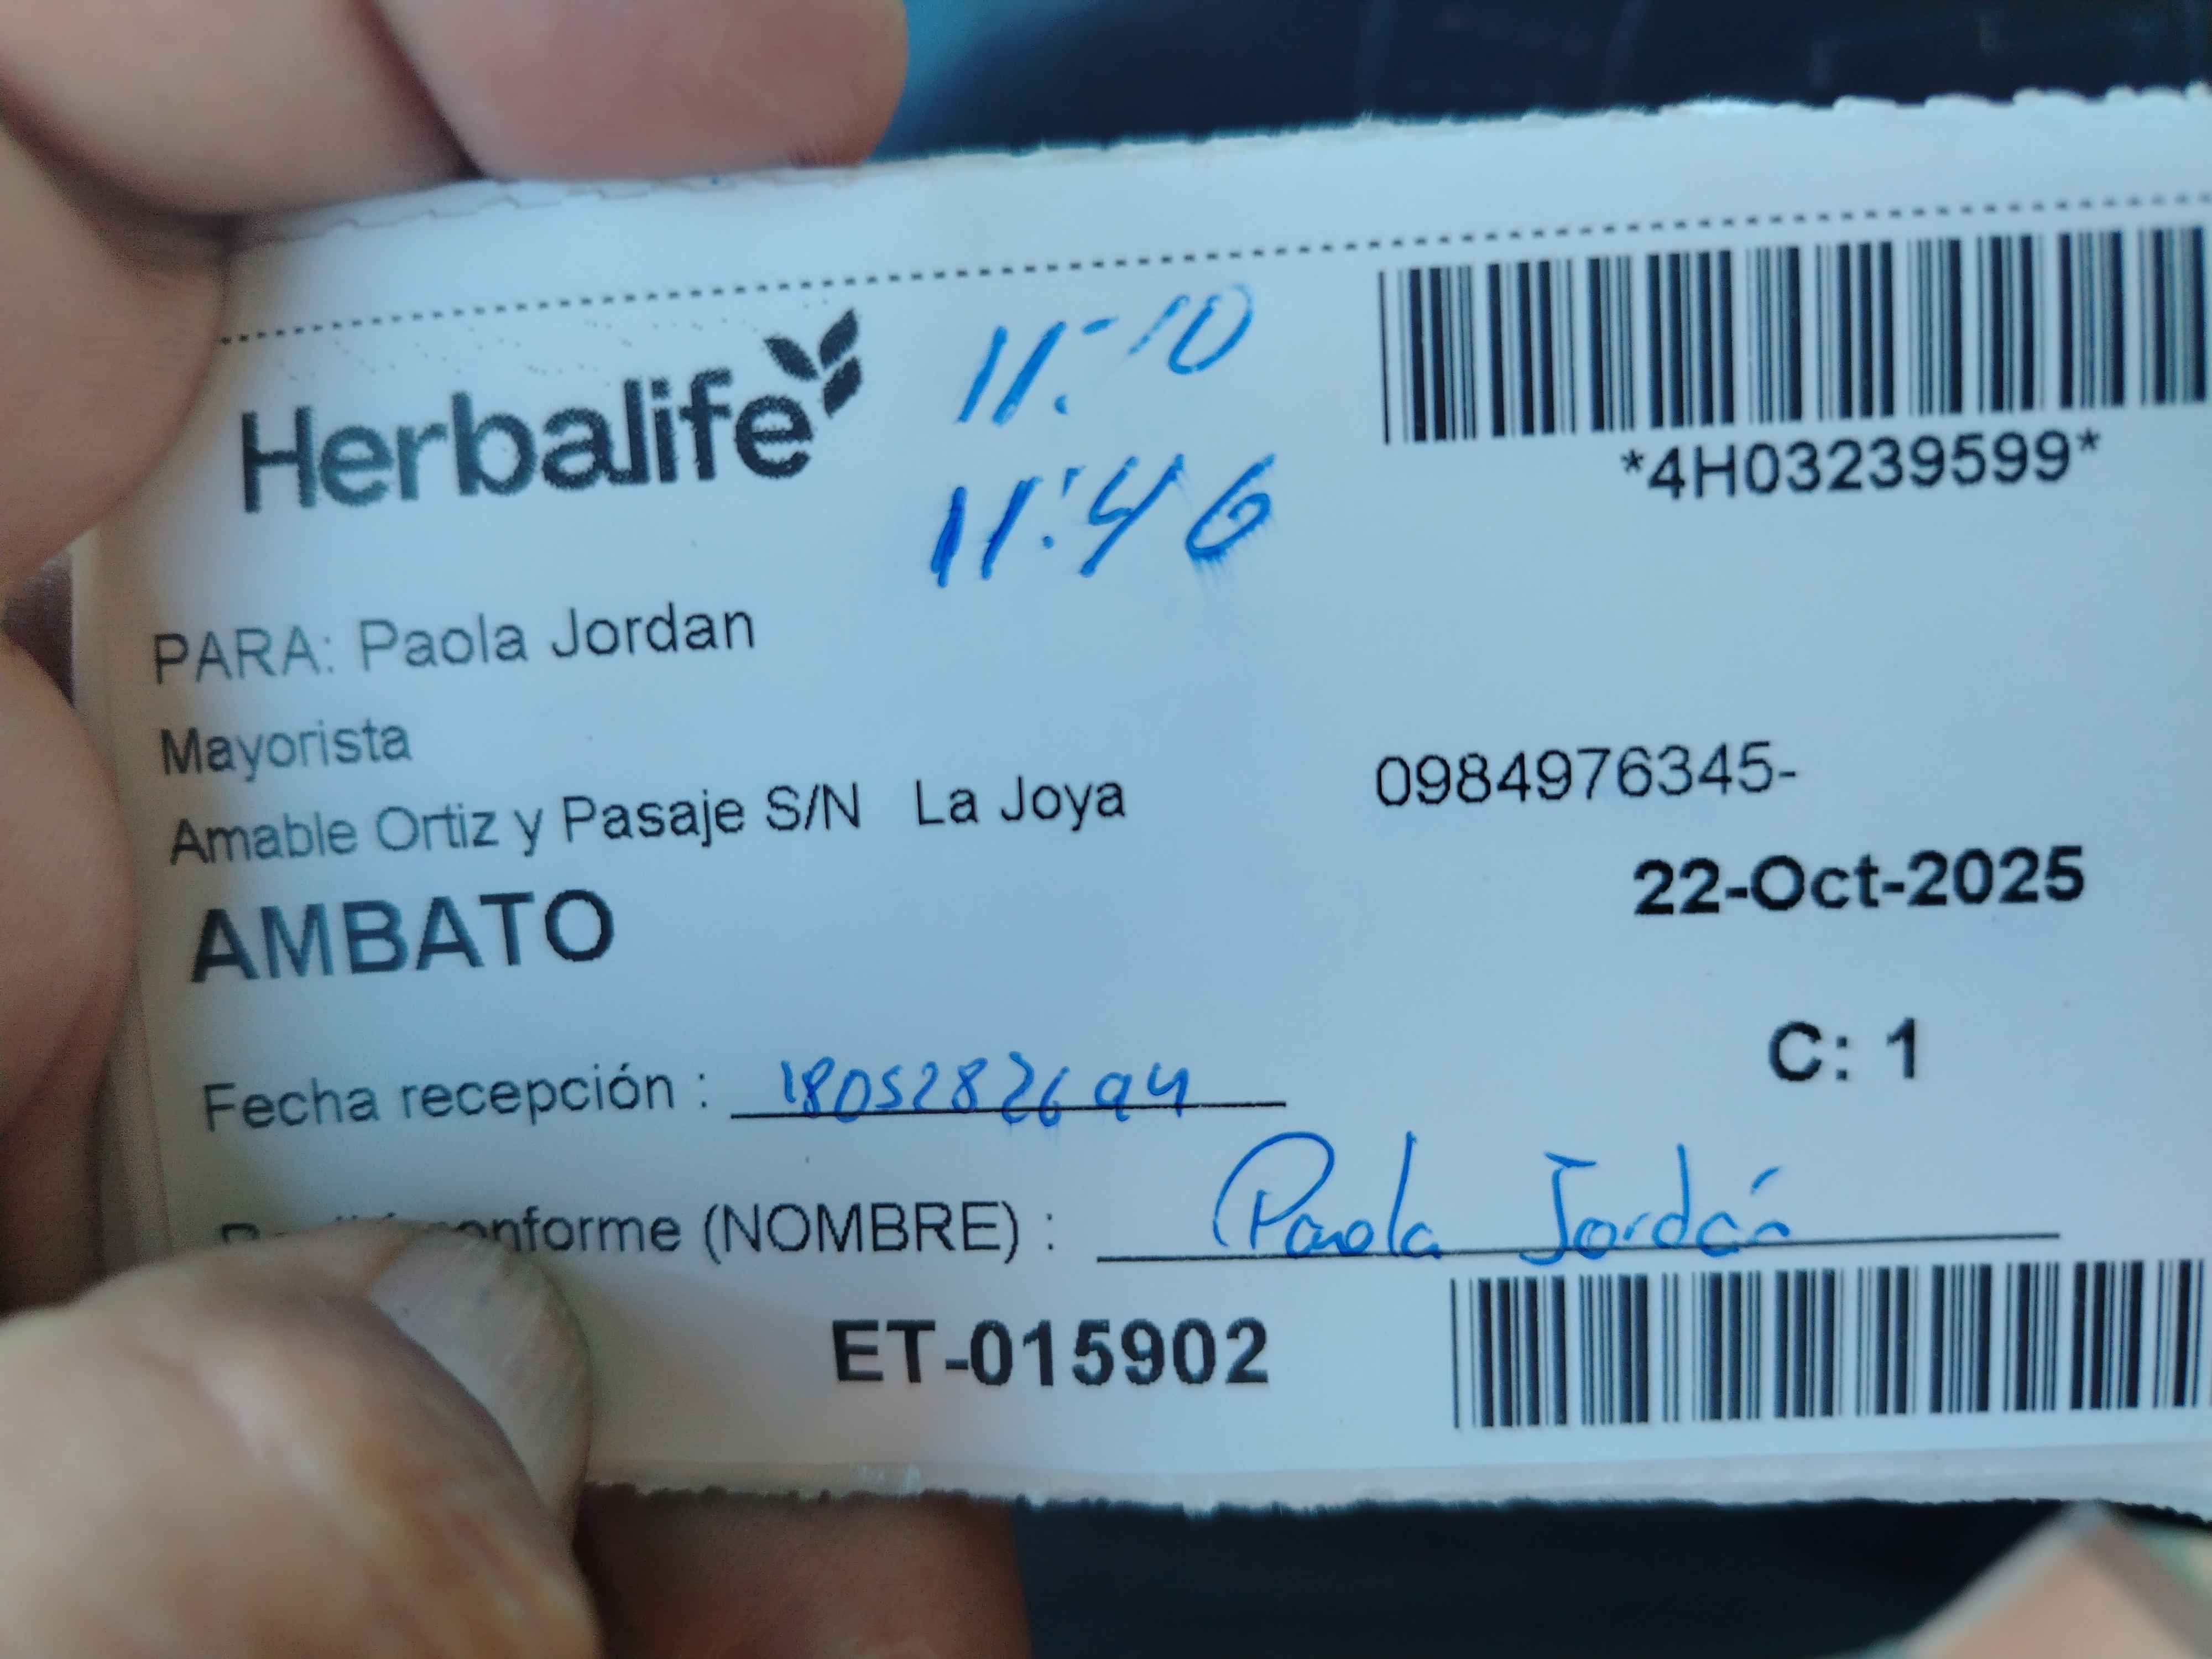 Herbalife
11:10
11:46
*4H03239599*
PARA: Paola Jordan
Mayorista
Amable Ortiz y Pasaje S/N La Joya 0984976345-
AMBATO 22-Oct-2025
C: 1
Fecha recepción : 1805282694
conforme (NOMBRE) : Paola Jordán
ET-015902